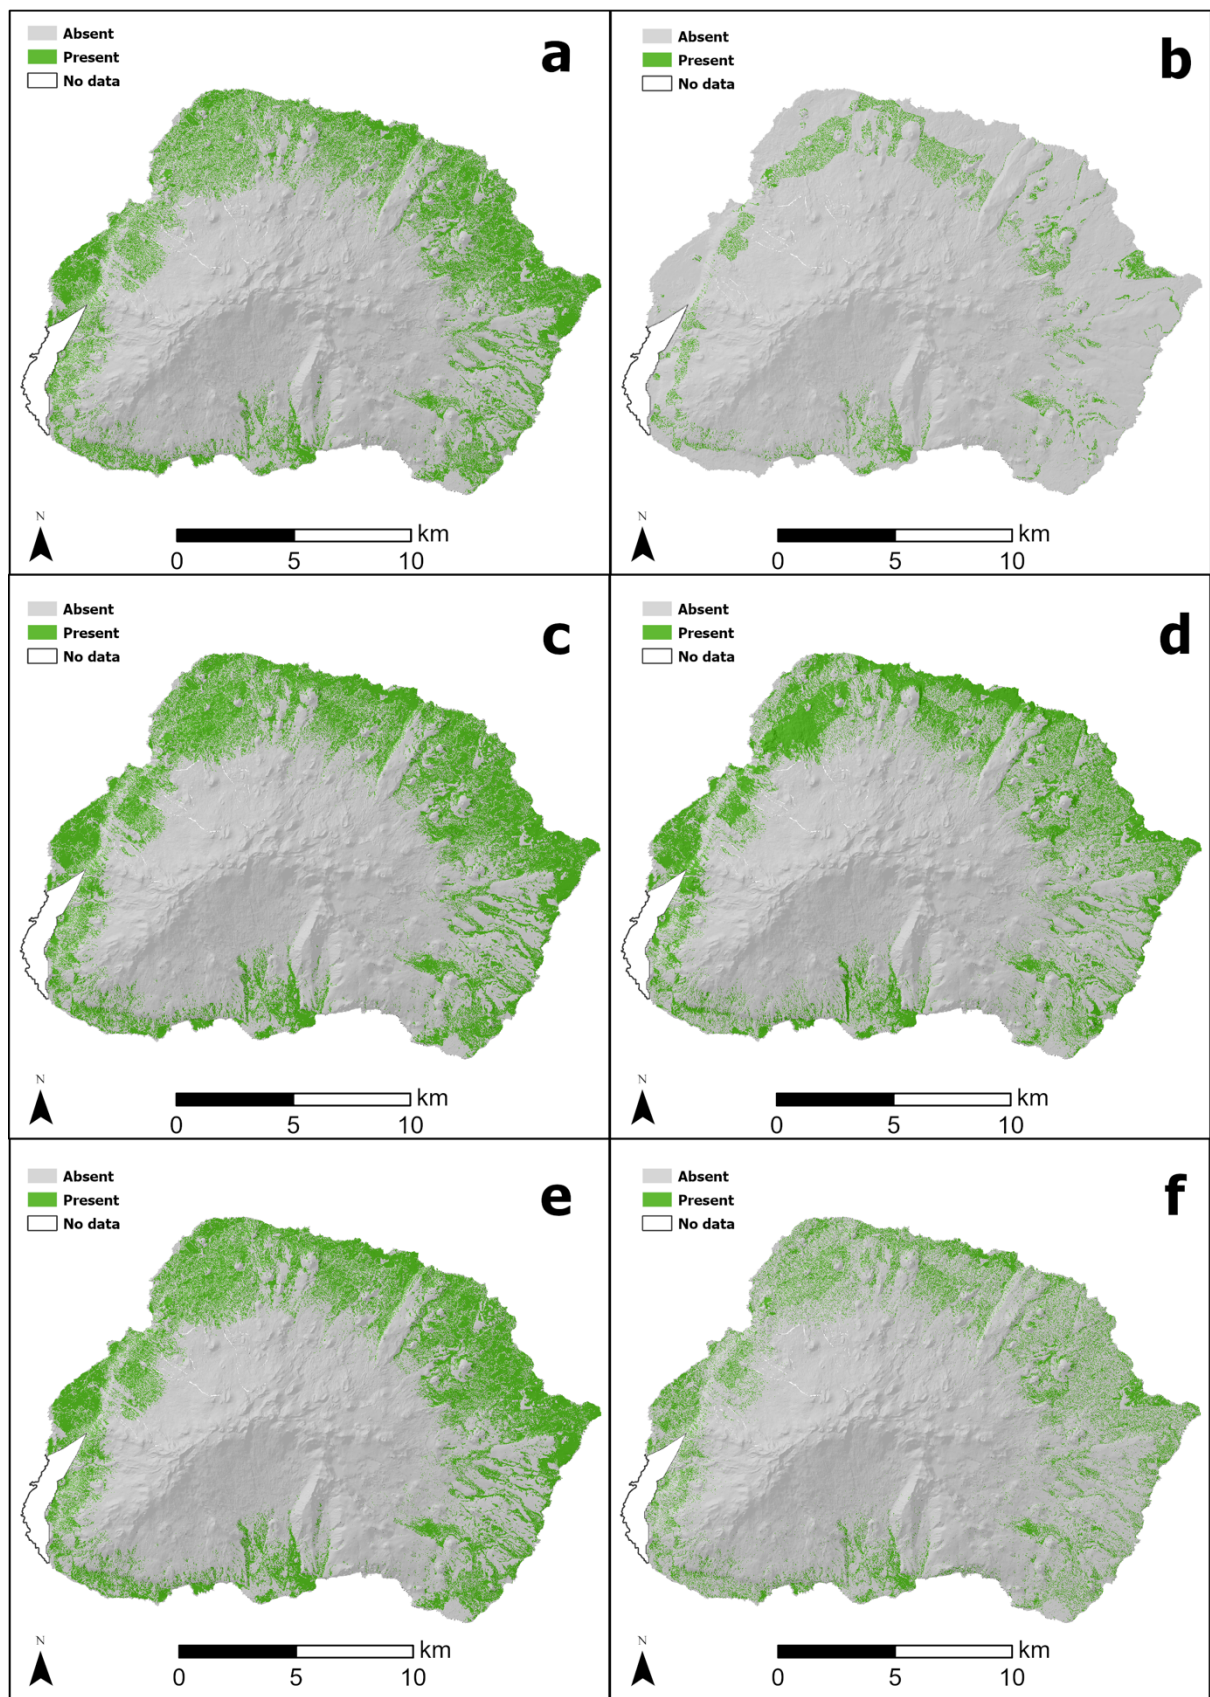 Absent
Present
No data
a
N
km
0 5 10
Absent
Present
No data
b
N
km
0 5 10
Absent
Present
No data
c
N
km
0 5 10
Absent
Present
No data
d
N
km
0 5 10
Absent
Present
No data
e
N
km
0 5 10
Absent
Present
No data
f
N
km
0 5 10